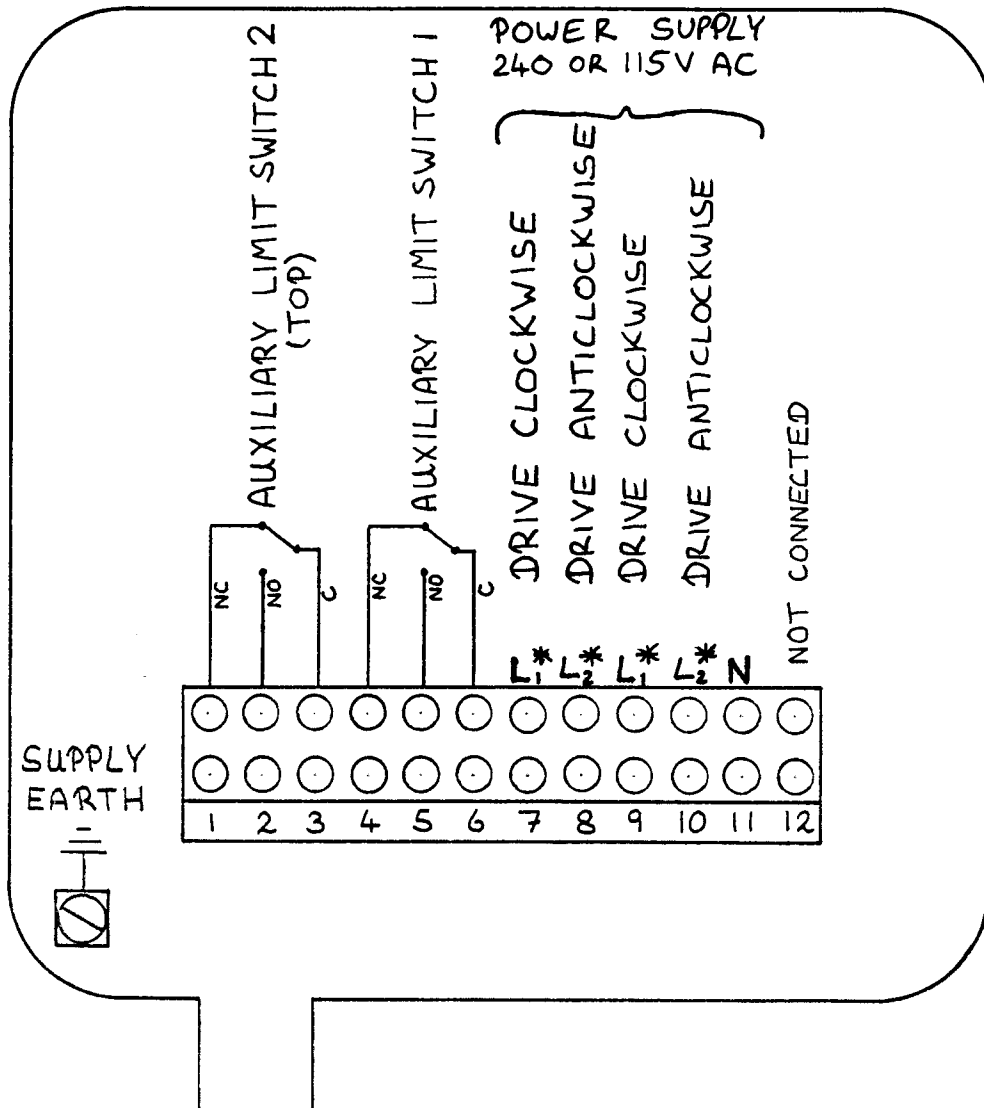 POWER SUPPLY
240 OR 115V AC
AUXILIARY LIMIT SWITCH 2
(TOP)
AUXILIARY LIMIT SWITCH 1
DRIVE CLOCKWISE
DRIVE ANTICLOCKWISE
DRIVE CLOCKWISE
DRIVE ANTICLOCKWISE
NOT CONNECTED
NC NO C NC NO C
L1* L2* L1* L2* N
SUPPLY
EARTH
1 2 3 4 5 6 7 8 9 10 11 12